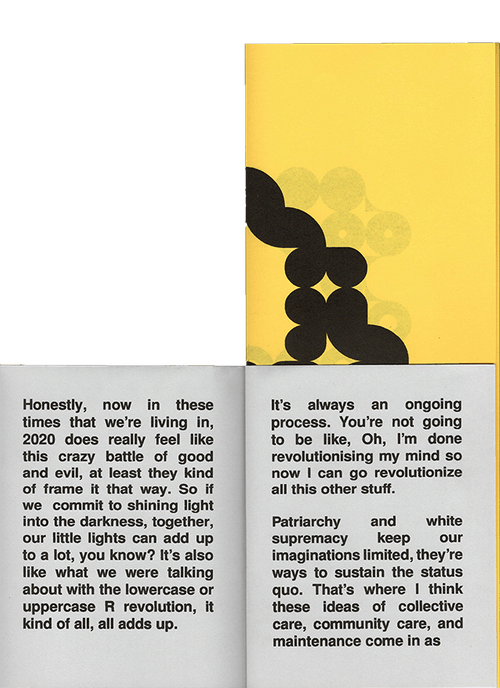 Honestly, now in these
times that we're living in,
2020 does really feel like
this crazy battle of good
and evil, at least they kind
of frame it that way. So if
we commit to shining light
into the darkness, together,
our little lights can add up
to a lot, you know? It's also
like what we were talking
about with the lowercase or
uppercase R revolution, it
kind of all, all adds up.
It's always an ongoing
process. You're not going
to be like, Oh, I'm done
revolutionising my mind so
now I can go revolutionize
all this other stuff.
Patriarchy and white
supremacy keep our
imaginations limited, they're
ways to sustain the status
quo. That's where I think
these ideas of collective
care, community care, and
maintenance come in as